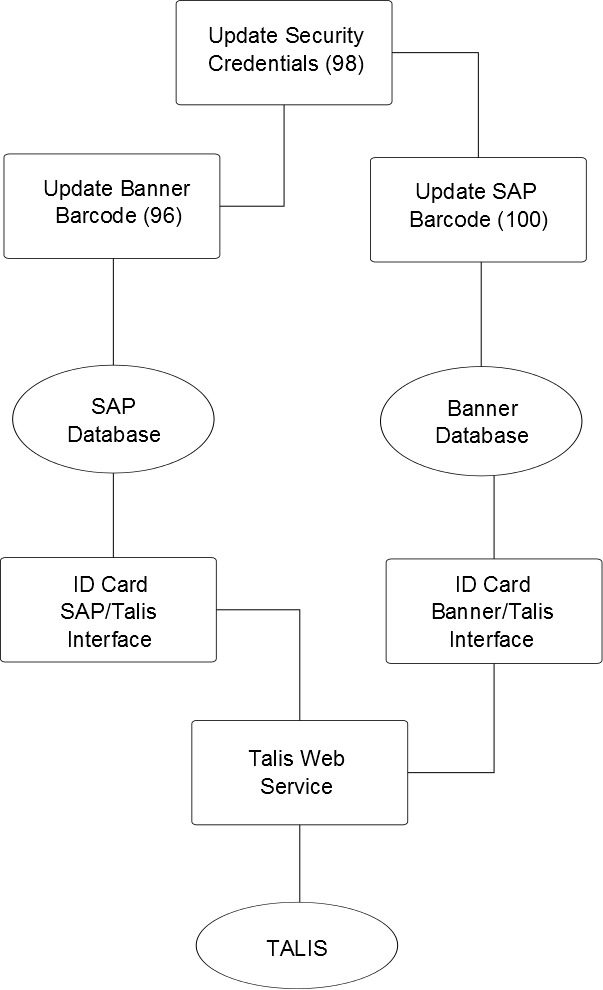 Update Security
Credentials (98)
Update Banner
Barcode (96)
Update SAP
Barcode (100)
SAP
Database
Banner
Database
ID Card
SAP/Talis
Interface
ID Card
Banner/Talis
Interface
Talis Web
Service
TALIS